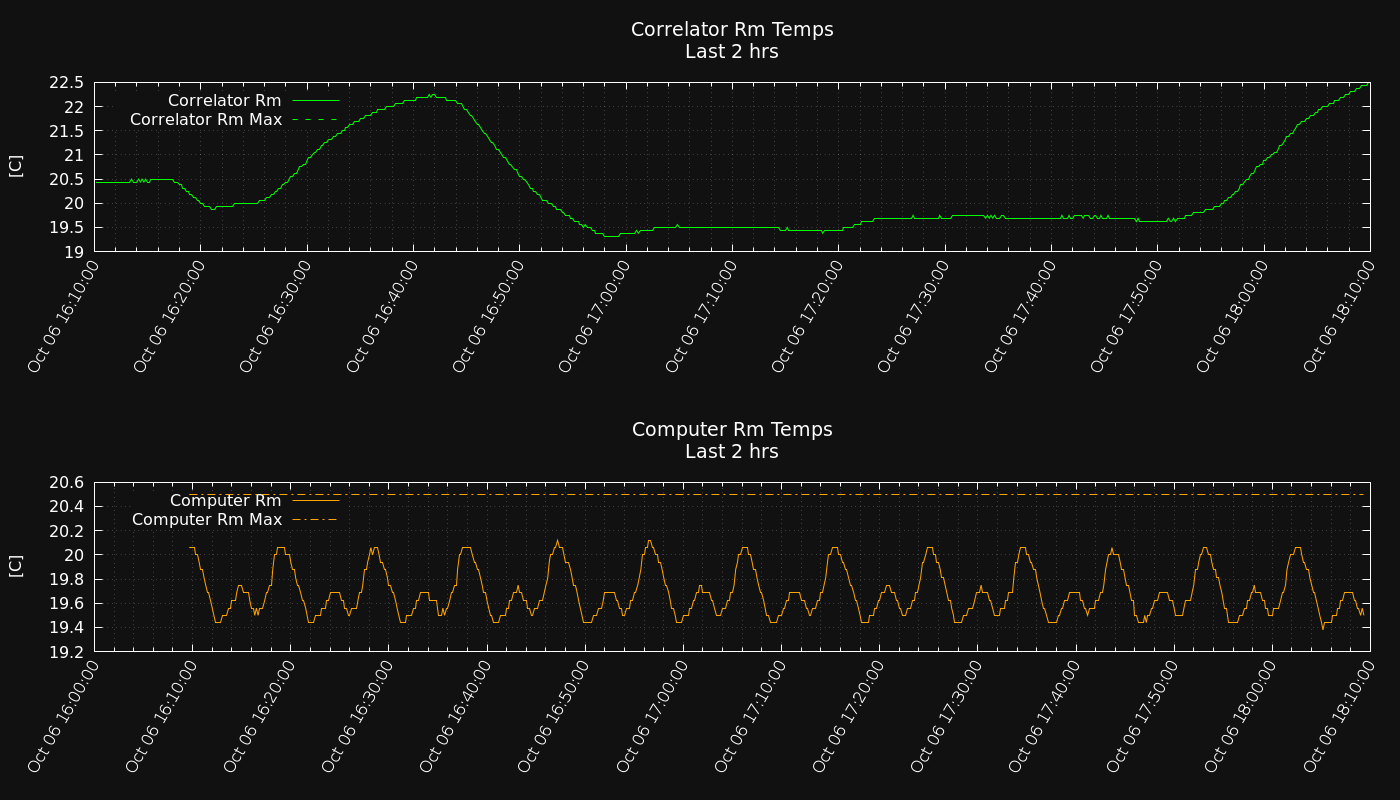 Correlator Rm Temps
Last 2 hrs
22.5
22
21.5
21
20.5
20
19.5
19
[C]
Correlator Rm
Correlator Rm Max
Oct 06 16:10:00
Oct 06 16:20:00
Oct 06 16:30:00
Oct 06 16:40:00
Oct 06 16:50:00
Oct 06 17:00:00
Oct 06 17:10:00
Oct 06 17:20:00
Oct 06 17:30:00
Oct 06 17:40:00
Oct 06 17:50:00
Oct 06 18:00:00
Oct 06 18:10:00
Computer Rm Temps
Last 2 hrs
20.6
20.4
20.2
20
19.8
19.6
19.4
19.2
[C]
Computer Rm
Computer Rm Max
Oct 06 16:00:00
Oct 06 16:10:00
Oct 06 16:20:00
Oct 06 16:30:00
Oct 06 16:40:00
Oct 06 16:50:00
Oct 06 17:00:00
Oct 06 17:10:00
Oct 06 17:20:00
Oct 06 17:30:00
Oct 06 17:40:00
Oct 06 17:50:00
Oct 06 18:00:00
Oct 06 18:10:00